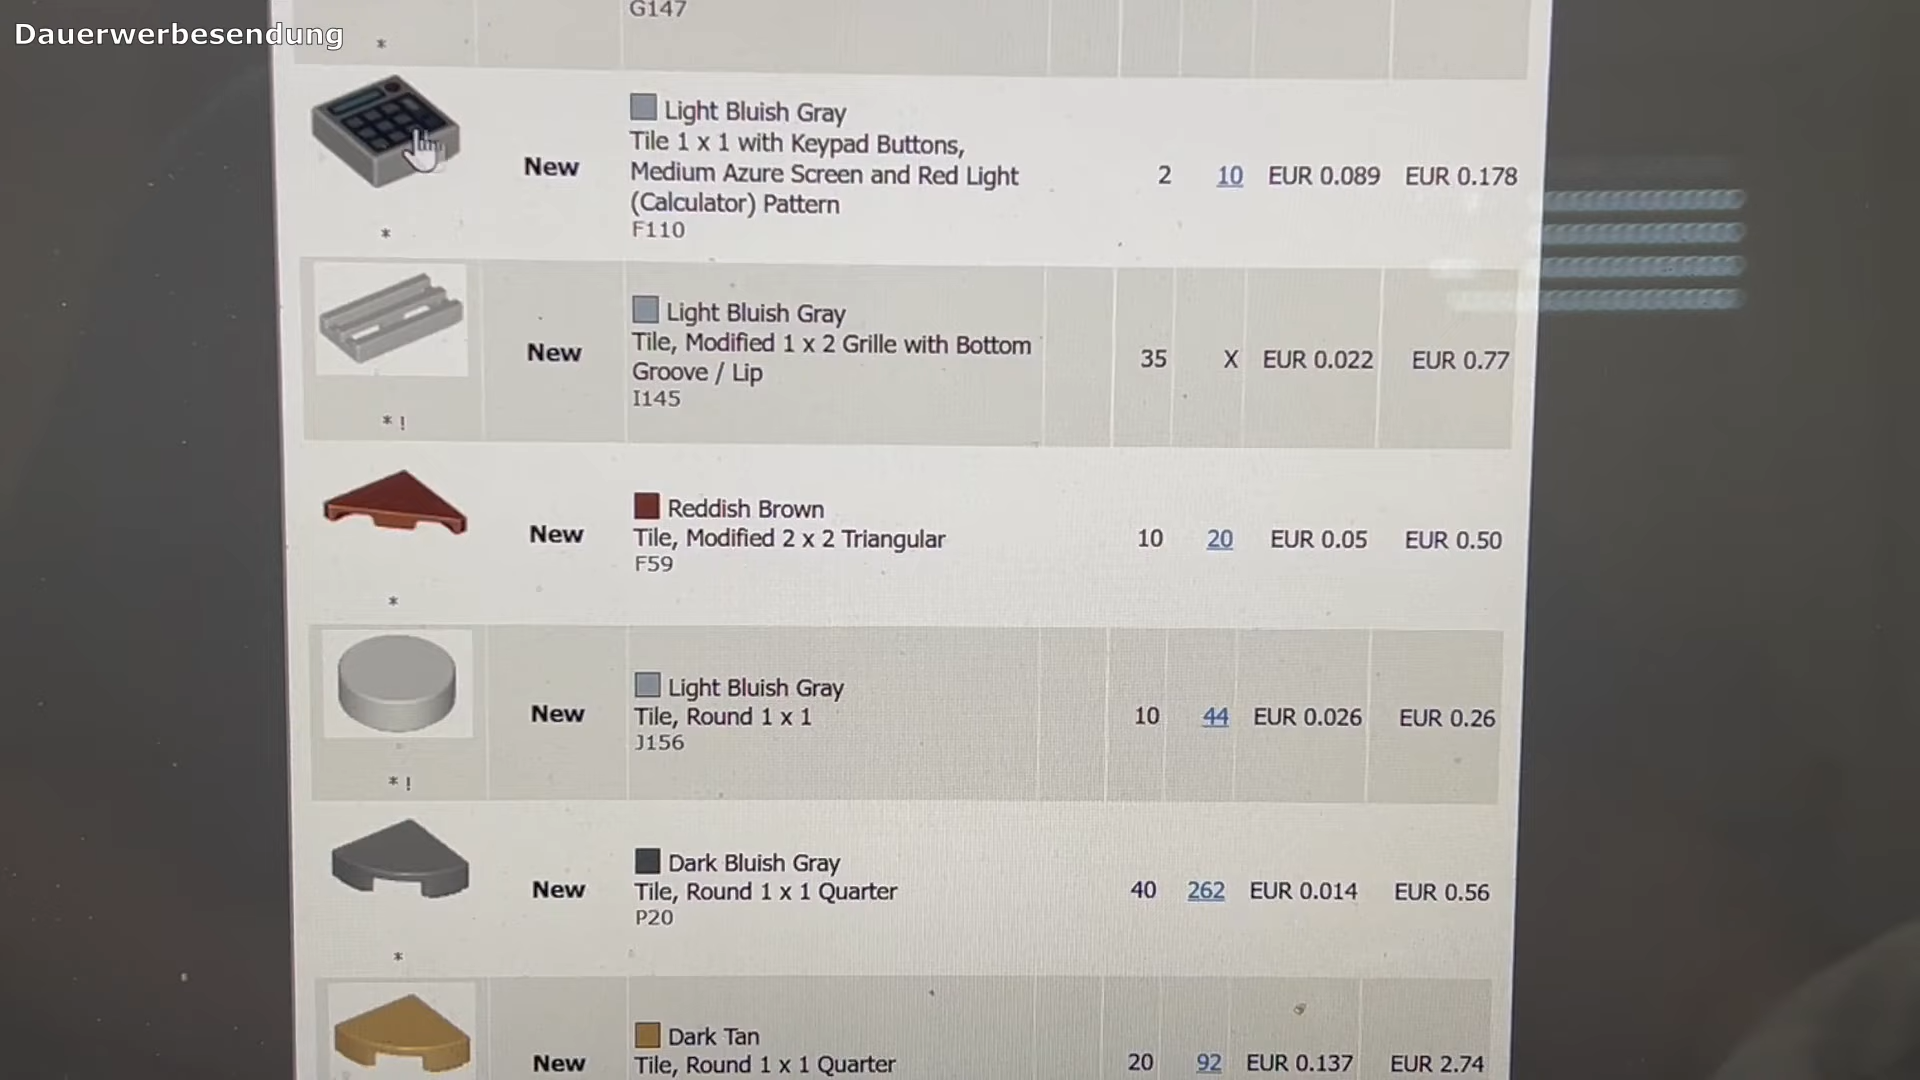 Dauerwerbesendung
G147
*
Light Bluish Gray
Tile 1 x 1 with Keypad Buttons,
Medium Azure Screen and Red Light
(Calculator) Pattern
F110
New
2 10 EUR 0.089 EUR 0.178
*
Light Bluish Gray
Tile, Modified 1 x 2 Grille with Bottom
Groove / Lip
I145
New
35 X EUR 0.022 EUR 0.77
* !
Reddish Brown
Tile, Modified 2 x 2 Triangular
F59
New
10 20 EUR 0.05 EUR 0.50
*
Light Bluish Gray
Tile, Round 1 x 1
J156
New
10 44 EUR 0.026 EUR 0.26
* !
Dark Bluish Gray
Tile, Round 1 x 1 Quarter
P20
New
40 262 EUR 0.014 EUR 0.56
*
Dark Tan
Tile, Round 1 x 1 Quarter
New
20 92 EUR 0.137 EUR 2.74